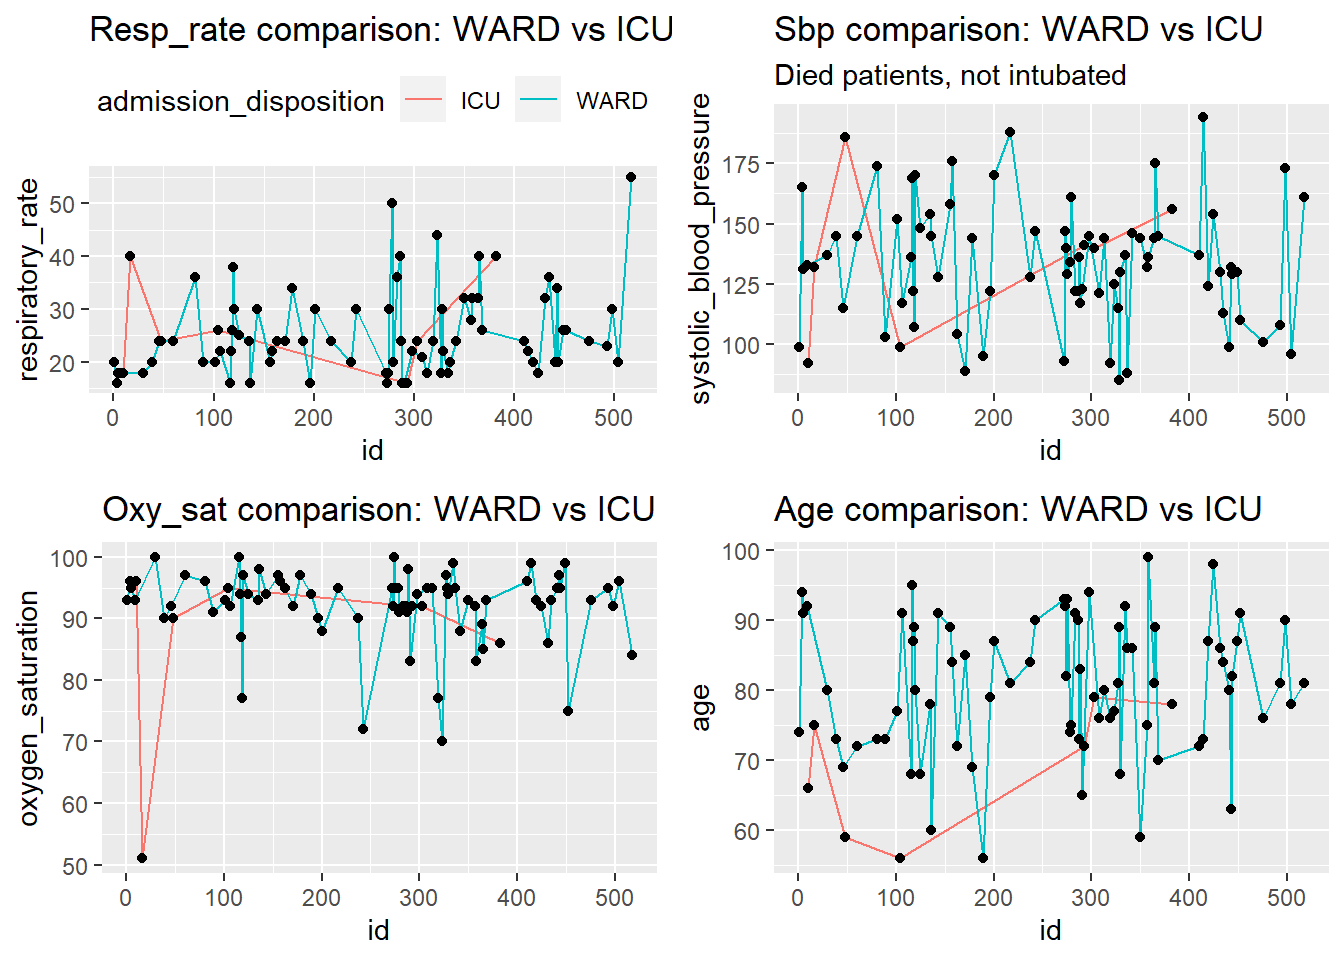 Resp_rate comparison: WARD vs ICU
admission_disposition ICU WARD
respiratory_rate
50
40
30
20
0 100 200 300 400 500
id
Sbp comparison: WARD vs ICU
Died patients, not intubated
systolic_blood_pressure
175
150
125
100
0 100 200 300 400 500
id
Oxy_sat comparison: WARD vs ICU
oxygen_saturation
100
90
80
70
60
50
0 100 200 300 400 500
id
Age comparison: WARD vs ICU
age
100
90
80
70
60
0 100 200 300 400 500
id